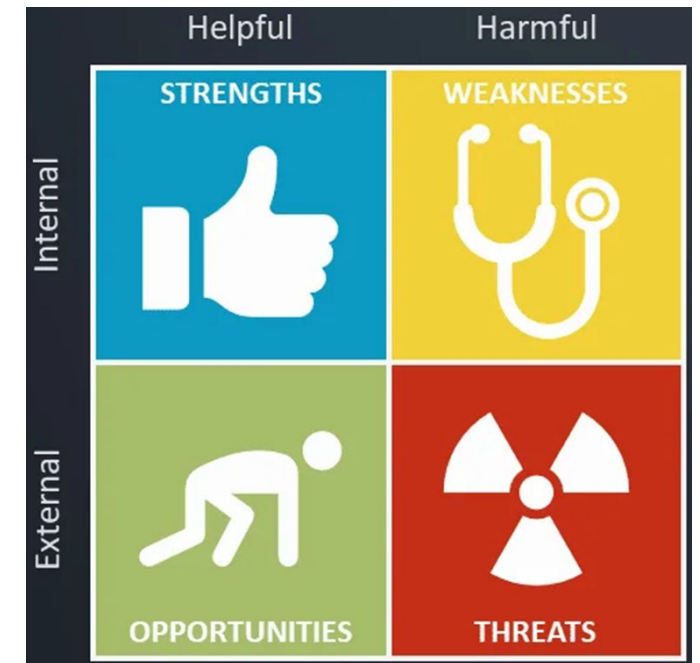 Helpful
Harmful
Internal
STRENGTHS
WEAKNESSES
External
OPPORTUNITIES
THREATS